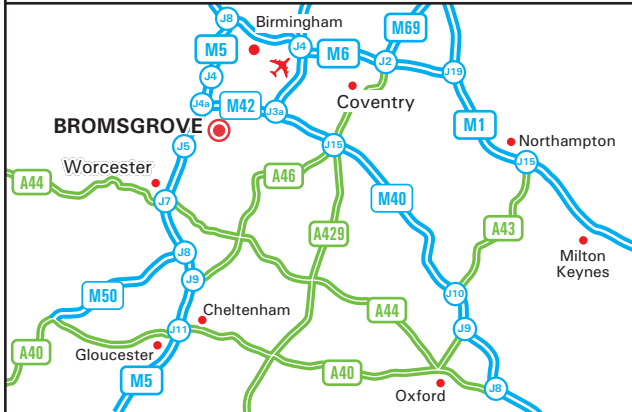 J8
Birmingham
M69
M5
J4
M6
J2
J4
J19
J4a
M42
J3a
Coventry
BROMSGROVE
M1
J5
J15
Northampton
Worcester
J15
A44
A46
M40
J7
A429
A43
J8
Milton
Keynes
J9
M50
J10
Cheltenham
A44
J11
J9
A40
Gloucester
A40
M5
Oxford
J8